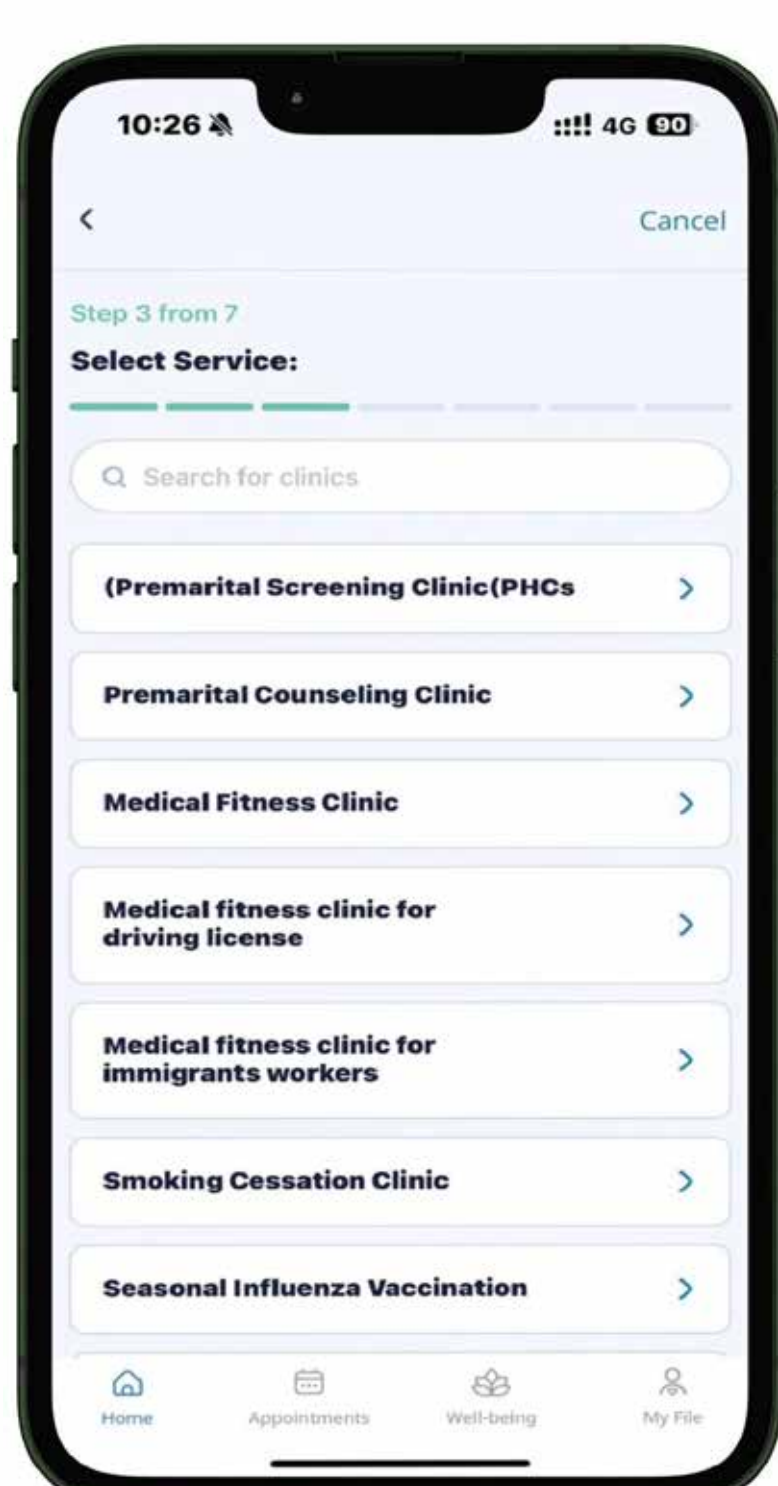 10:26
4G 90
Cancel
Step 3 from 7
Select Service:
Search for clinics
(Premarital Screening Clinic(PHCs
Premarital Counseling Clinic
Medical Fitness Clinic
Medical fitness clinic for
driving license
Medical fitness clinic for
immigrants workers
Smoking Cessation Clinic
Seasonal Influenza Vaccination
Home
Appointments
Well-being
My File